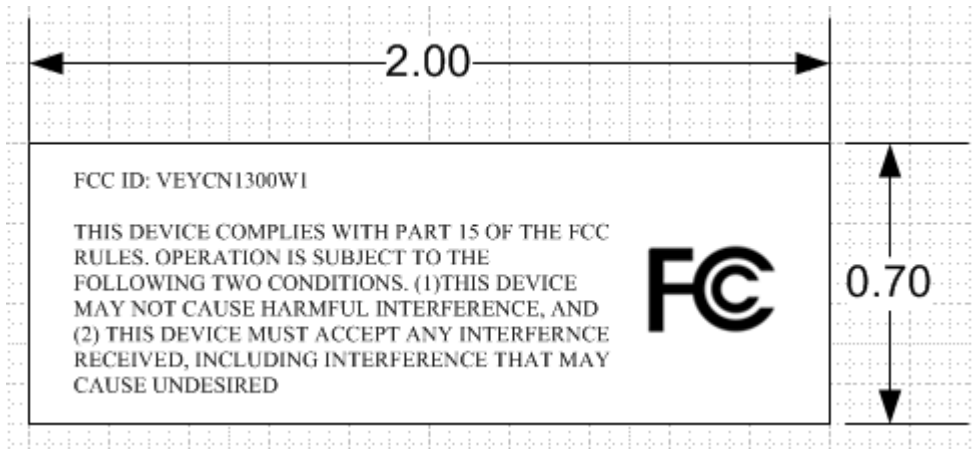 2.00
FCC ID: VEYCN1300W1
THIS DEVICE COMPLIES WITH PART 15 OF THE FCC
RULES. OPERATION IS SUBJECT TO THE
FOLLOWING TWO CONDITIONS. (1)THIS DEVICE
MAY NOT CAUSE HARMFUL INTERFERENCE, AND
(2) THIS DEVICE MUST ACCEPT ANY INTERFERNCE
RECEIVED, INCLUDING INTERFERENCE THAT MAY
CAUSE UNDESIRED
FCC
0.70